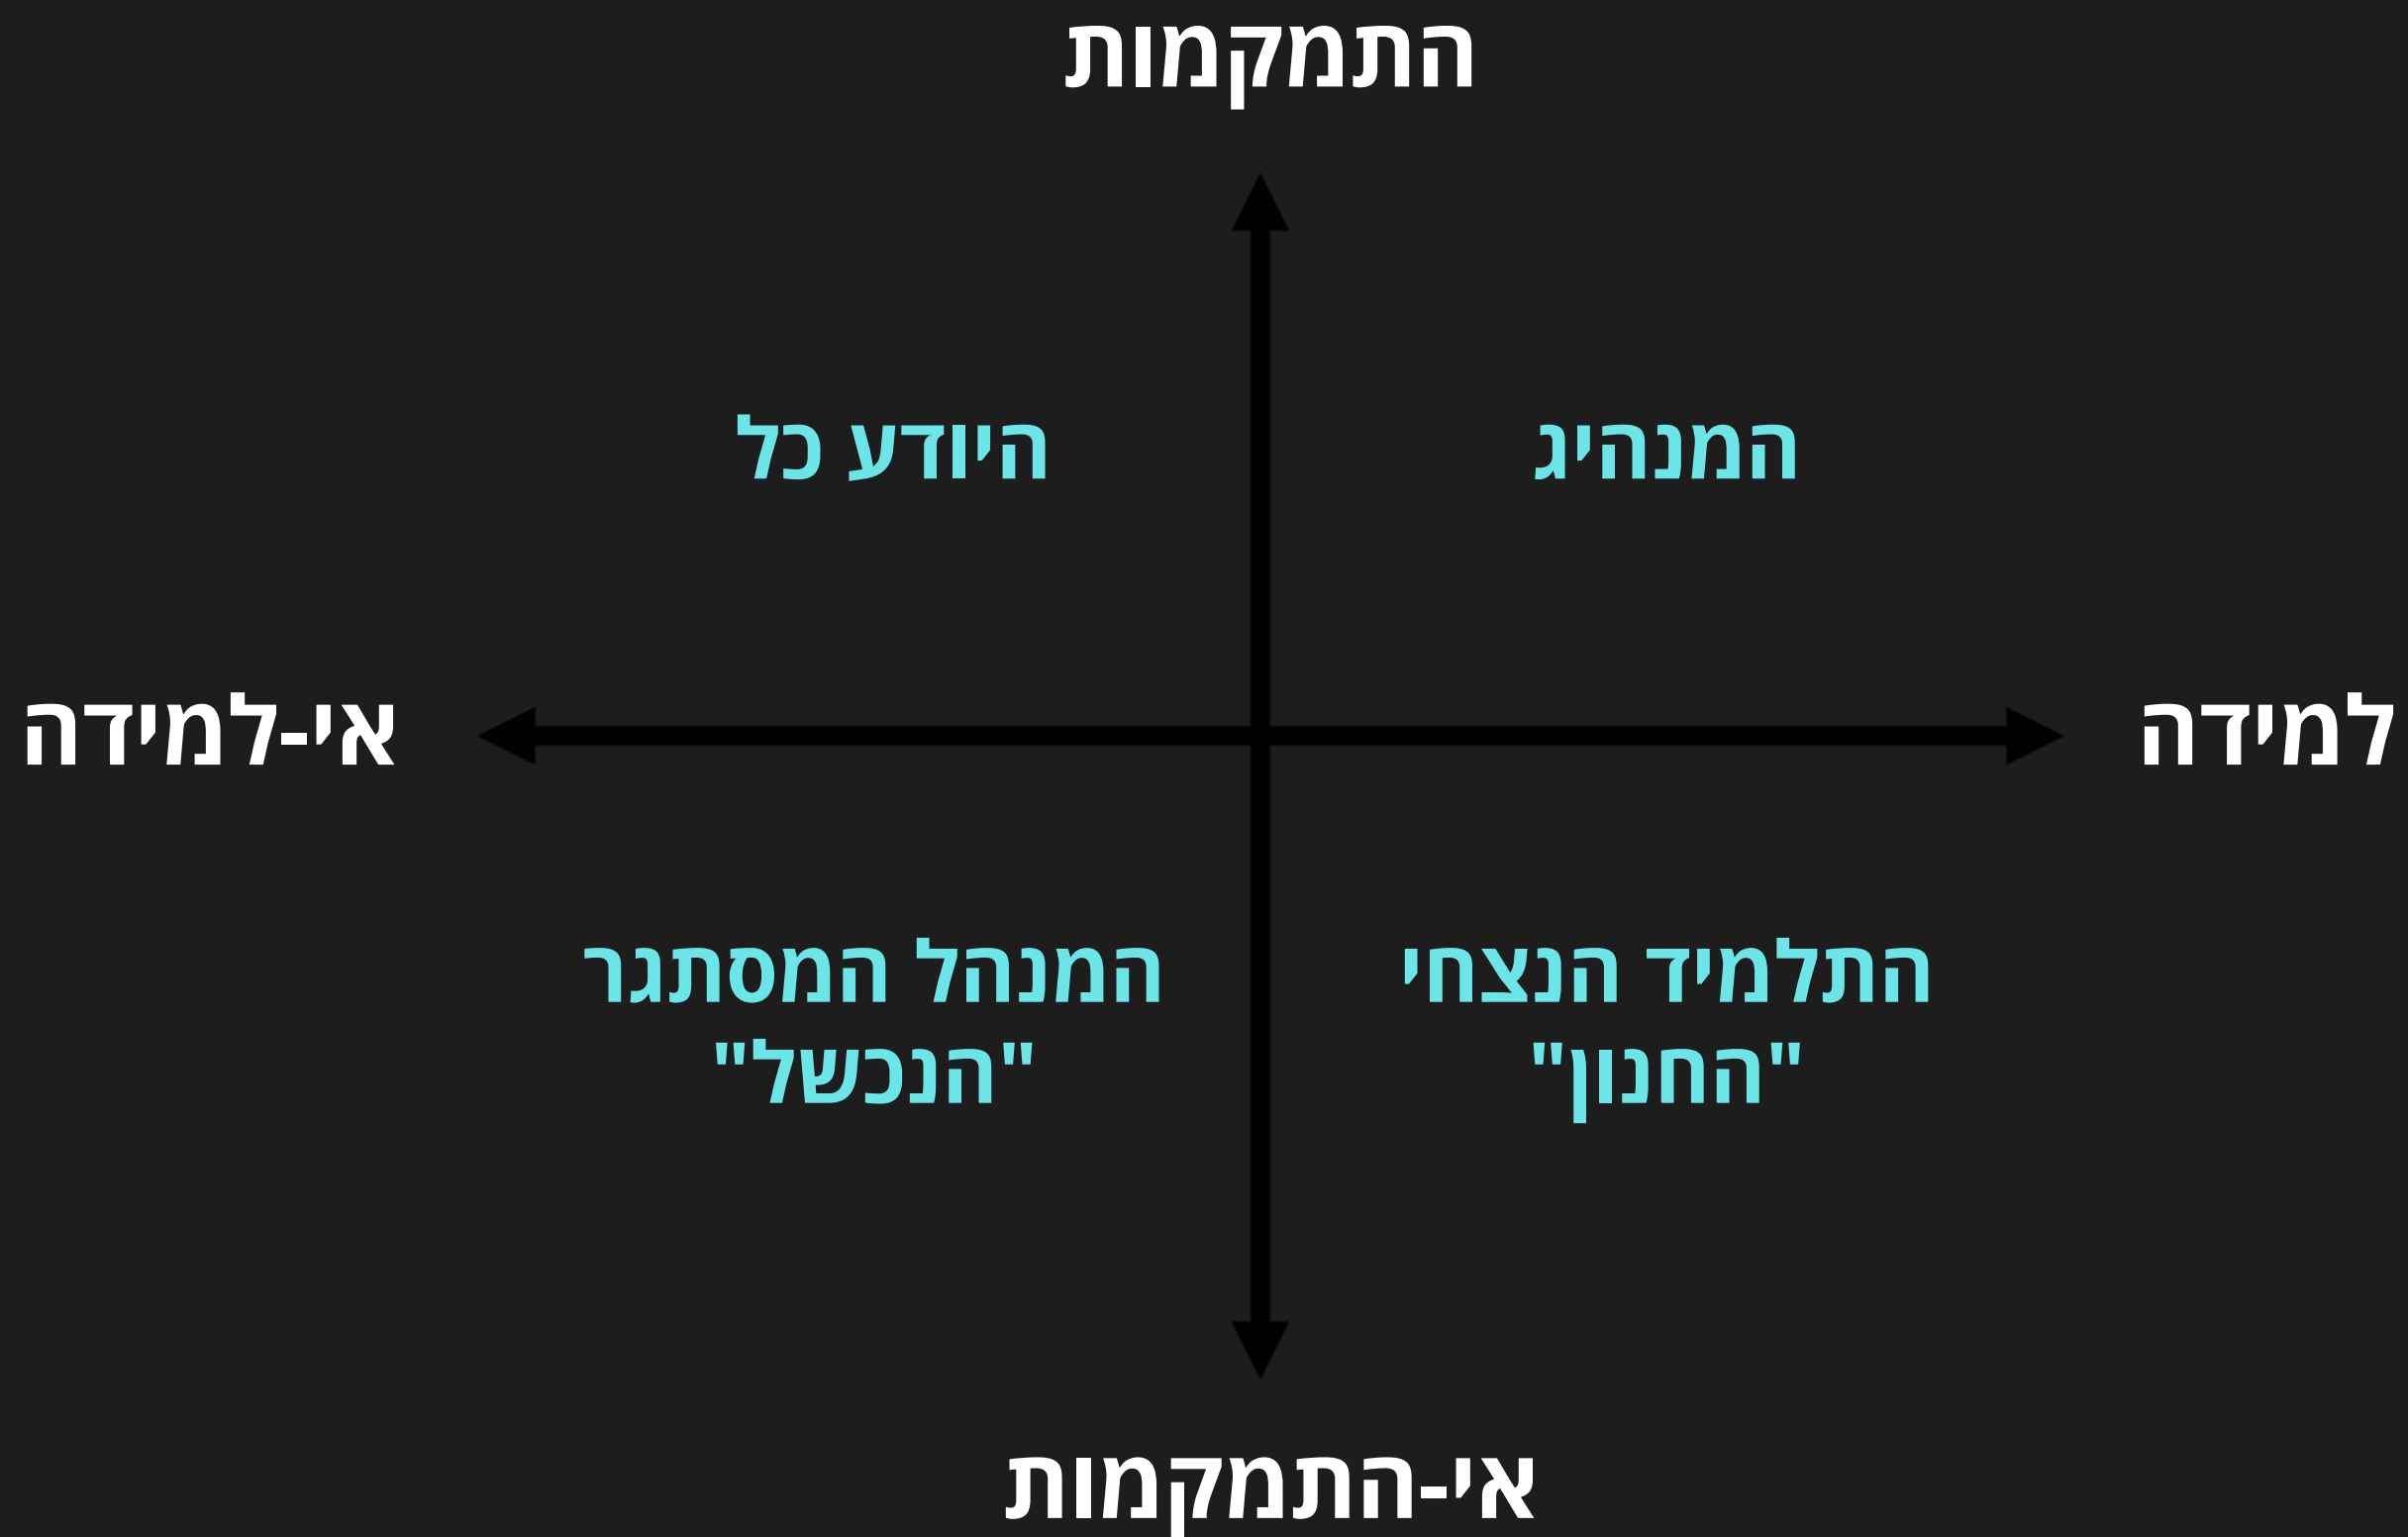 התמקמות
המנהיג
היודע כל
למידה
אי-למידה
התלמיד הנצחי
"החנון"
המנהל המסתגר
"הנכשל"
אי-התמקמות